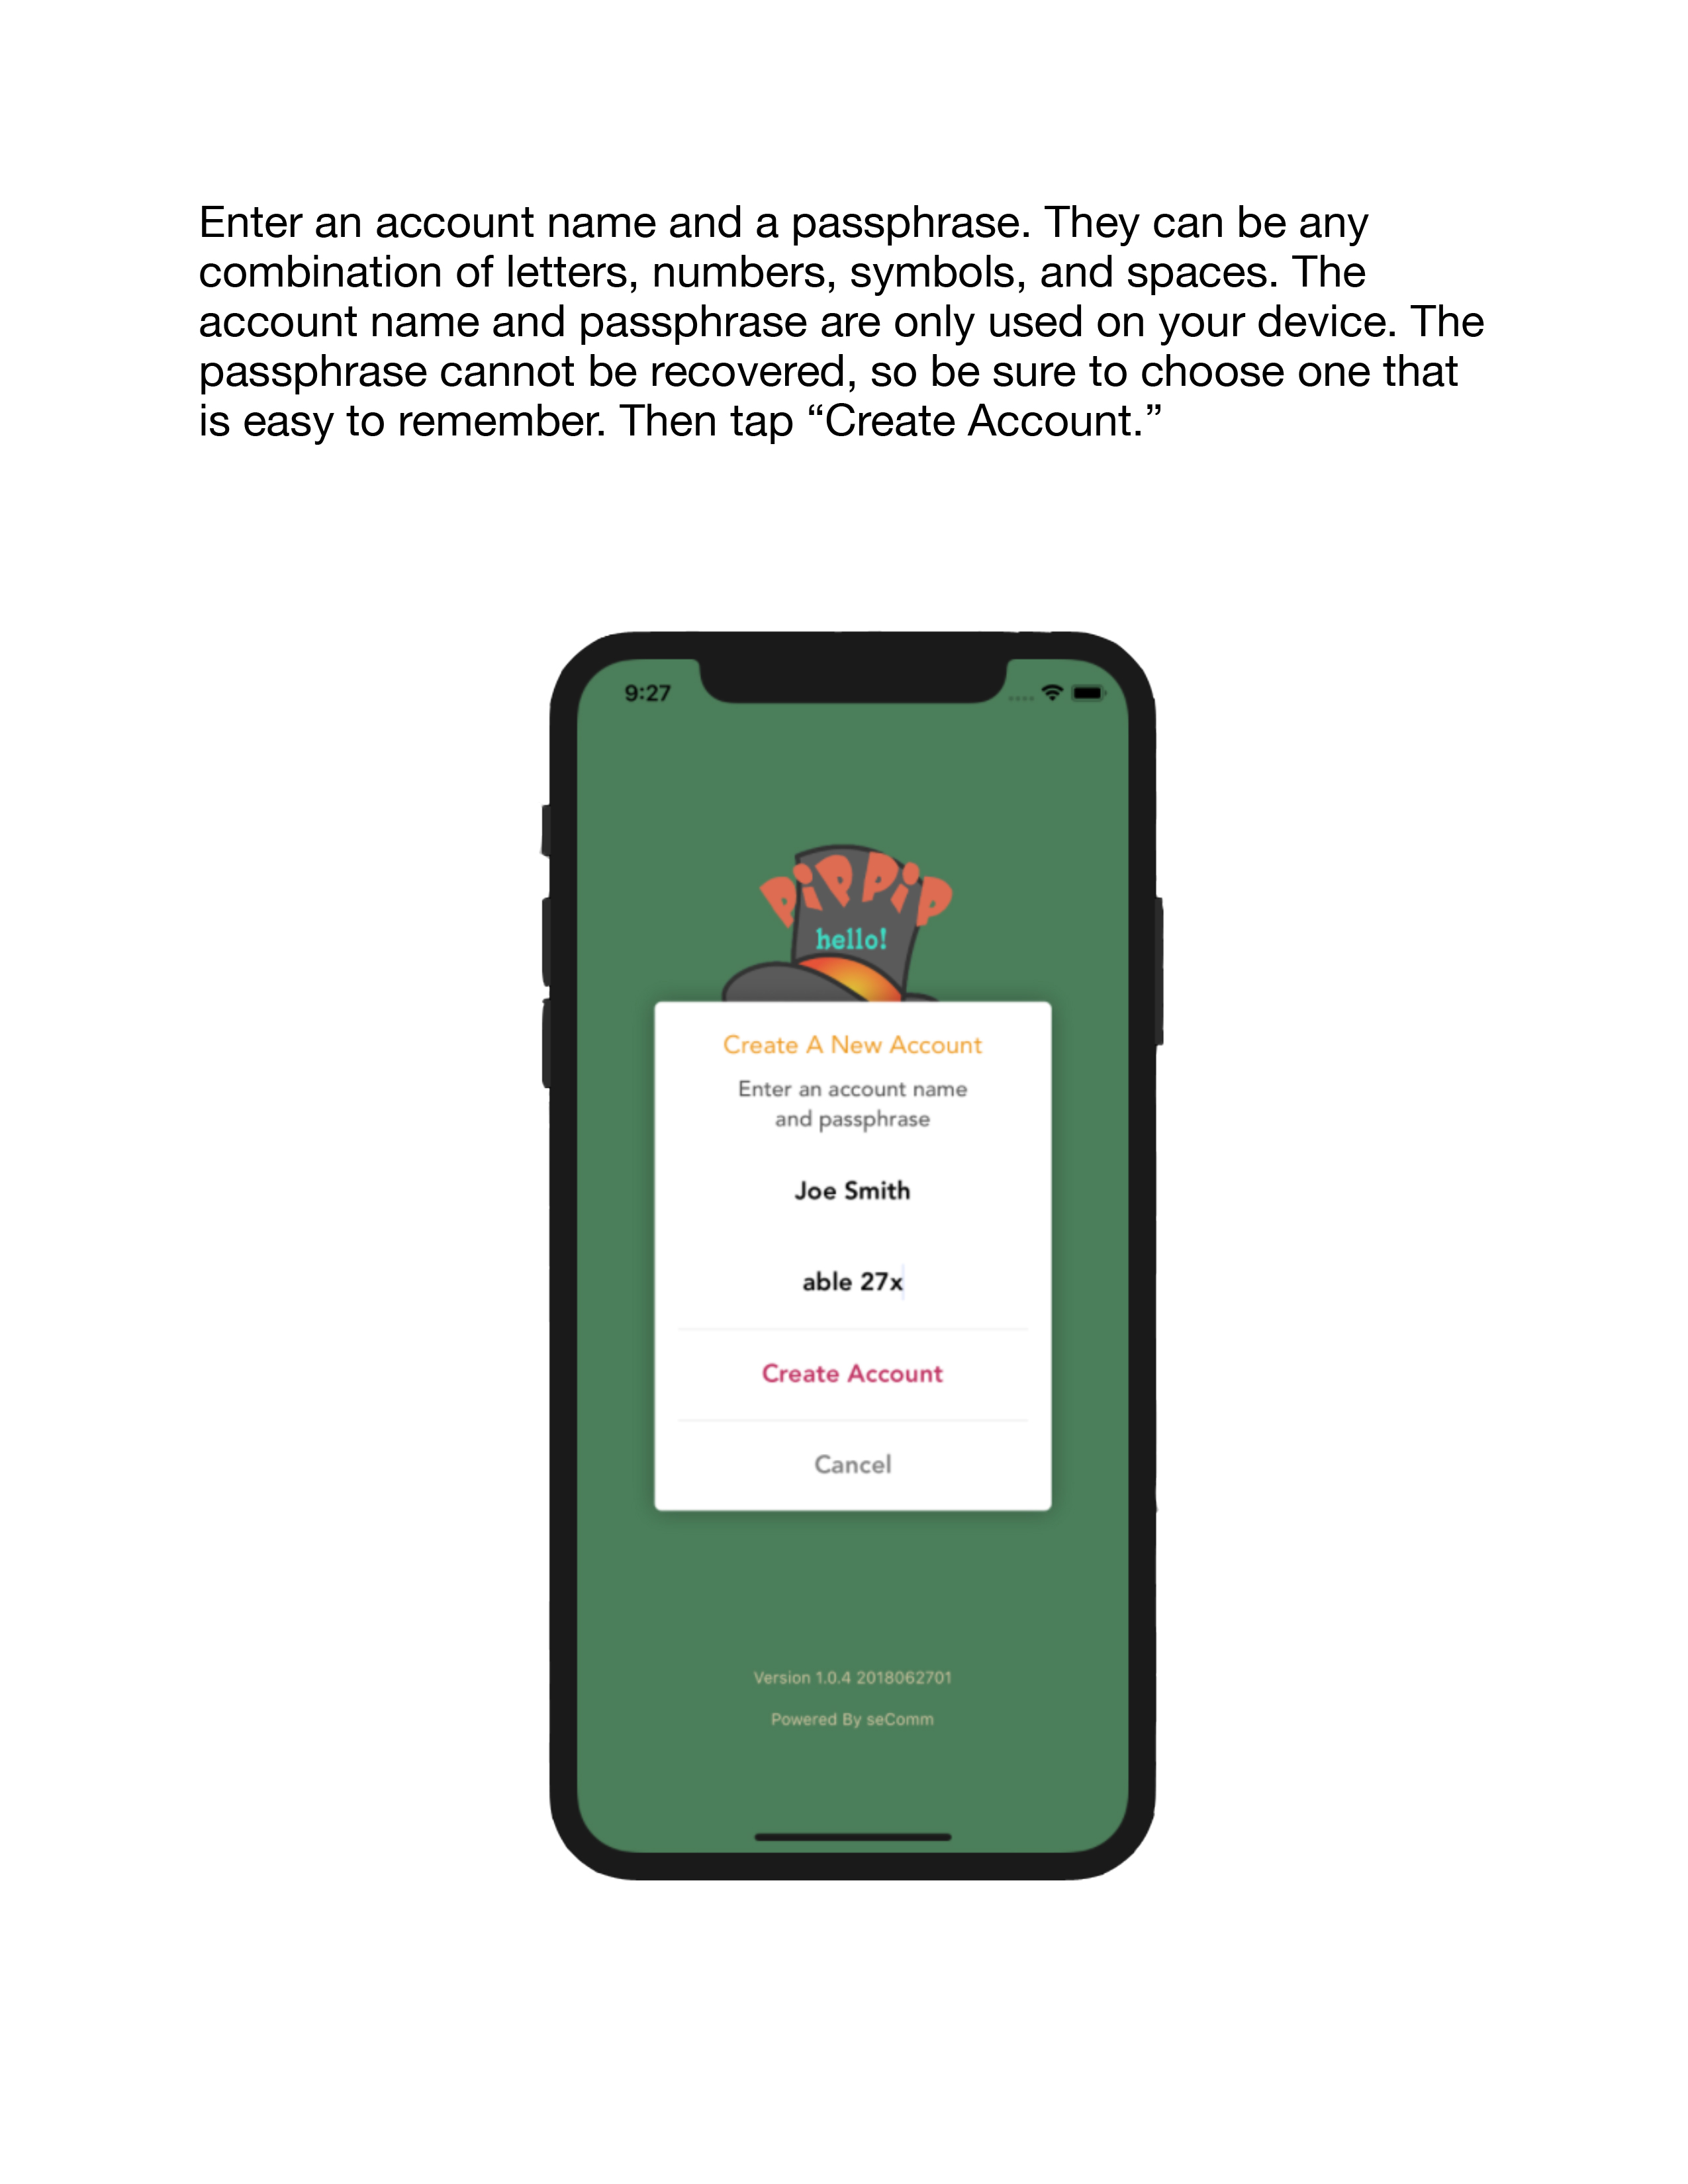 Enter an account name and a passphrase. They can be any
combination of letters, numbers, symbols, and spaces. The
account name and passphrase are only used on your device. The
passphrase cannot be recovered, so be sure to choose one that
is easy to remember. Then tap “Create Account.”
9:27
PiPPiP
hello!
Create A New Account
Enter an account name
and passphrase
Joe Smith
able 27x
Create Account
Cancel
Version 1.0.4 2018062701
Powered By seComm